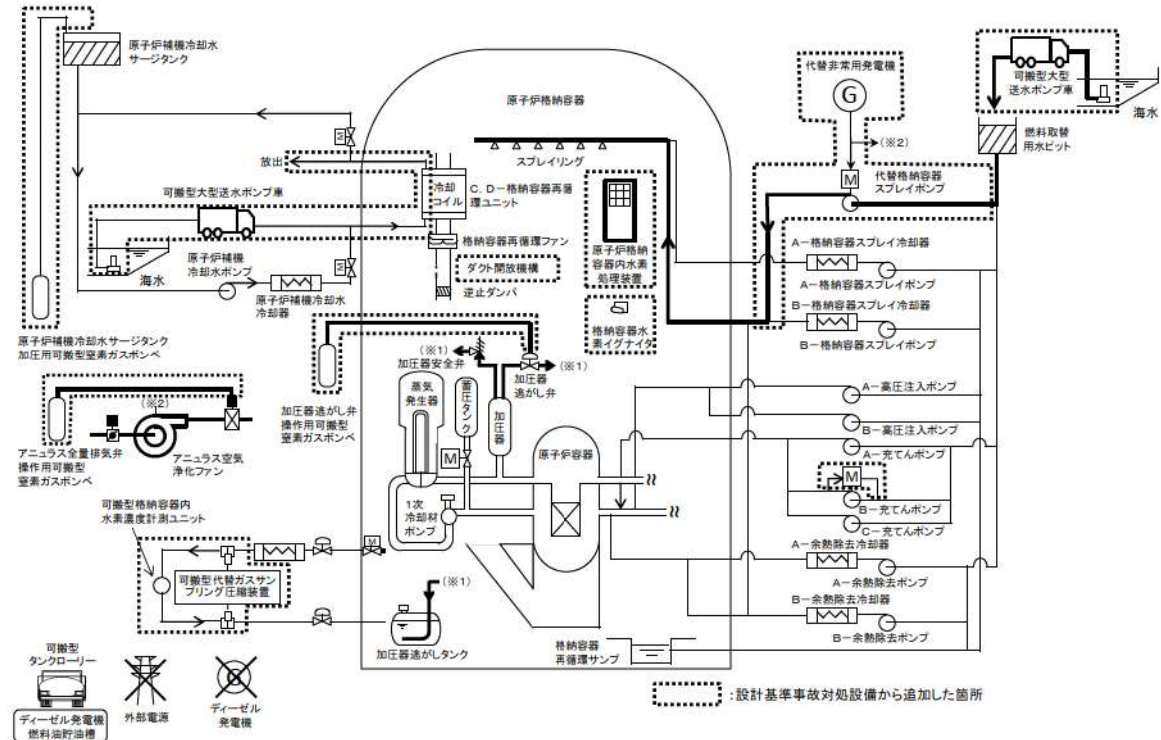 原子炉補機冷却水
サージタンク
原子炉格納容器
代替非常用発電機
G
(※2)
可搬型大型
送水ポンプ車
海水
燃料取替
用水ピット
M
代替格納容器
スプレイポンプ
M
放出
スプレイリング
可搬型大型送水ポンプ車
冷却
コイル
C, D-格納容器再循
環ユニット
格納容器再循環ファン
ダクト開放機構
逆止ダンパ
原子炉格納
容器内水素
処理装置
格納容器水
素イグナイタ
海水
原子炉補機
冷却水ポンプ
M
原子炉補機冷却水
冷却器
A-格納容器スプレイ冷却器
A-格納容器スプレイポンプ
B-格納容器スプレイ冷却器
B-格納容器スプレイポンプ
原子炉補機冷却水サージタンク
加圧用可搬型窒素ガスボンベ
(※1)
加圧器安全弁
(※1)
加圧器
逃がし弁
加圧器逃がし弁
操作用可搬型
窒素ガスボンベ
蒸気
発生器
蓄圧タンク
加圧器
M
原子炉容器
1次
冷却材
ポンプ
(※2)
アニュラス全量排気弁
操作用可搬型
窒素ガスボンベ
アニュラス空気
浄化ファン
A-高圧注入ポンプ
B-高圧注入ポンプ
A-充てんポンプ
M
B-充てんポンプ
C-充てんポンプ
A-余熱除去冷却器
A-余熱除去ポンプ
B-余熱除去冷却器
B-余熱除去ポンプ
可搬型格納容器内
水素濃度計測ユニット
M
可搬型代替ガスサン
プリング圧縮装置
(※1)
加圧器逃がしタンク
格納容器
再循環サンプ
可搬型
タンクローリー
ディーゼル発電機
燃料油貯油槽
外部電源
ディーゼル
発電機
:設計基準事故対処設備から追加した箇所